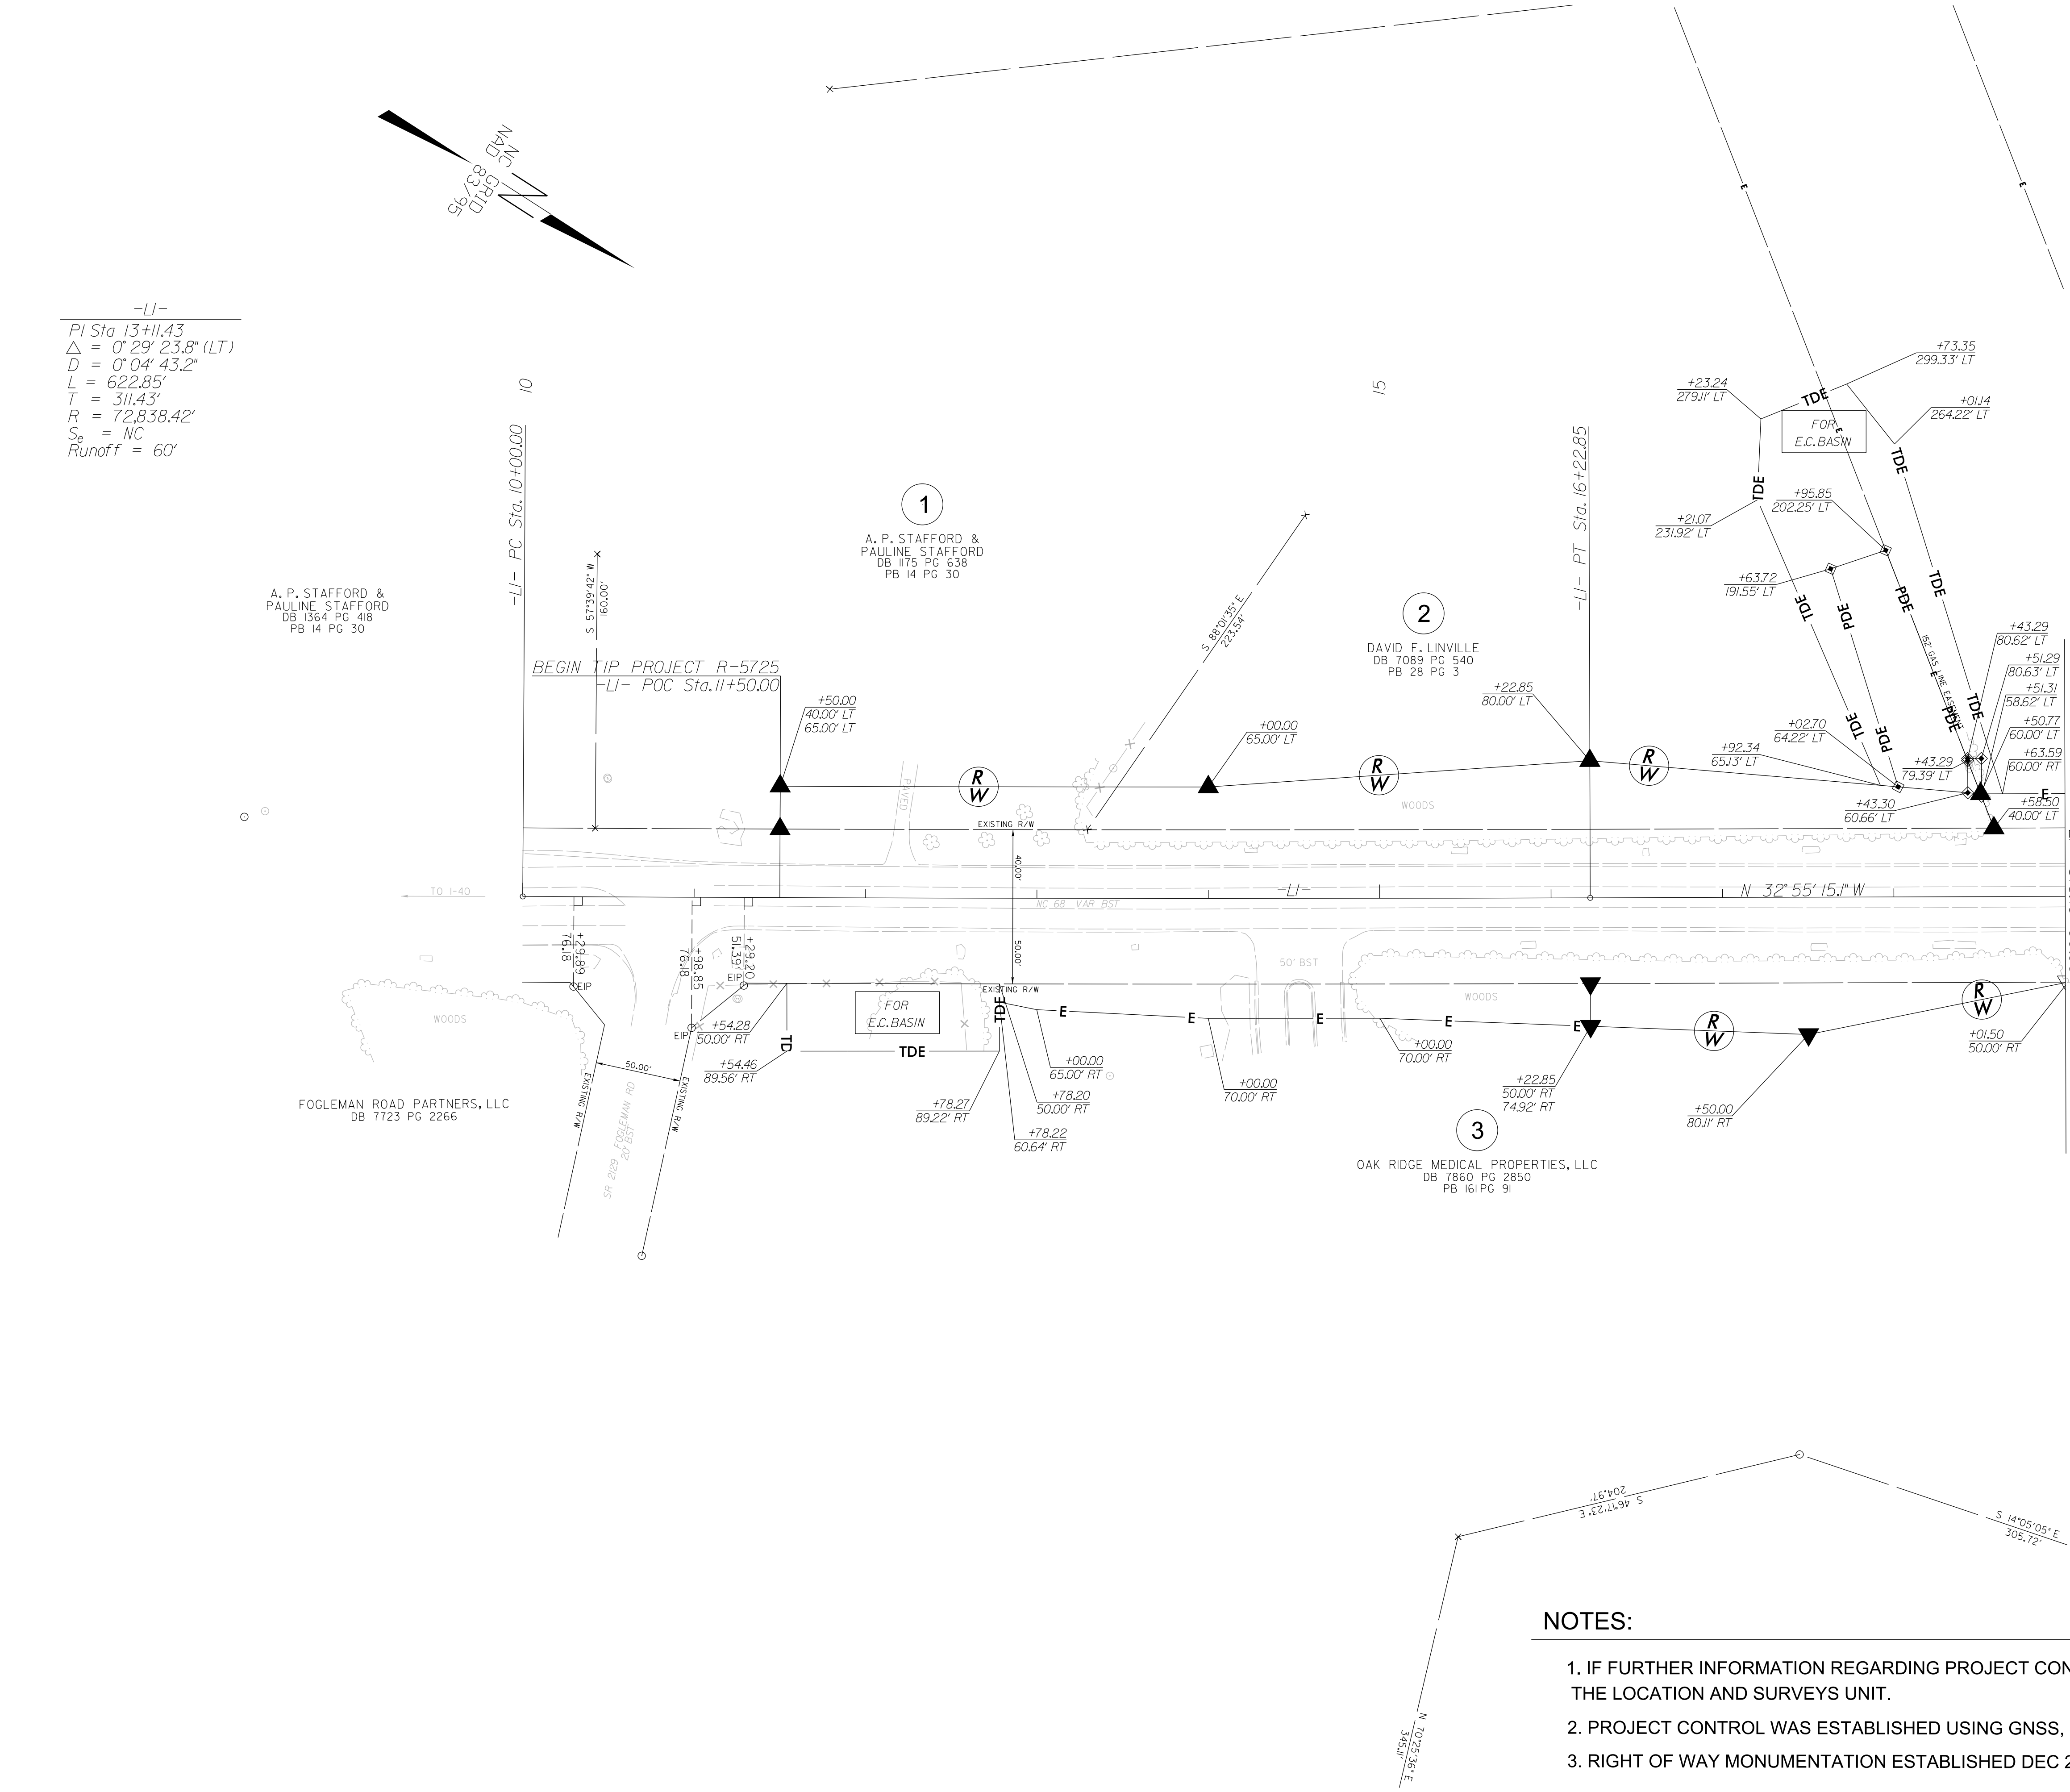 NC GRID
NAD 83/95
-L1-
PI Sta 13+11.43
△ = 0° 29' 23.8" (LT)
D = 0° 04' 43.2"
L = 622.85'
T = 311.43'
R = 72,838.42'
Se = NC
Runoff = 60'
10
15
-L1- PC Sta. 10+00.00
-L1- PT Sta. 16+22.85
S 57°39'42" W
160.00'
1
A. P. STAFFORD &
PAULINE STAFFORD
DB 1175 PG 638
PB 14 PG 30
A. P. STAFFORD &
PAULINE STAFFORD
DB 1364 PG 418
PB 14 PG 30
BEGIN TIP PROJECT R-5725
-L1- POC Sta. 11+50.00
+50.00
40.00' LT
65.00' LT
S 88°01'35" E
223.54'
2
DAVID F. LINVILLE
DB 7089 PG 540
PB 28 PG 3
+22.85
80.00' LT
+00.00
65.00' LT
R
W
R
W
R
W
E
E
E
+73.35
299.33' LT
+23.24
279.11' LT
+01.14
264.22' LT
TDE
FOR
E.C.BASIN
TDE
TDE
+95.85
202.25' LT
+21.07
231.92' LT
+63.72
191.55' LT
TDE
PDE
PDE
TDE
152' GAS LINE EASEMENT
E
+43.29
80.62' LT
+51.29
80.63' LT
+51.31
58.62' LT
+50.77
60.00' LT
+63.59
60.00' RT
+58.50
40.00' LT
TDE
PDE
TDE
PDE
+02.70
64.22' LT
+92.34
65.13' LT
+43.29
79.39' LT
+43.30
60.66' LT
E
PAVED
WOODS
EXISTING R/W
40.00'
TO I-40
-L1-
N 32° 55' 15.1" W
NC 68 VAR BST
50.00'
50' BST
EXISTING R/W
WOODS
WOODS
+29.89
76.18
+98.85
76.18
+29.20
51.39'
EIP
EIP
EIP
+54.28
50.00' RT
+54.46
89.56' RT
TD
FOR
E.C.BASIN
TDE
TDE
E
E
E
E
E
R
W
R
W
+78.27
89.22' RT
+00.00
65.00' RT
+78.20
50.00' RT
+78.22
60.64' RT
+00.00
70.00' RT
+00.00
70.00' RT
+22.85
50.00' RT
74.92' RT
+50.00
80.11' RT
+01.50
50.00' RT
50.00'
EXISTING R/W
EXISTING R/W
SR 2129 FOGLEMAN RD
20' BST
FOGLEMAN ROAD PARTNERS, LLC
DB 7723 PG 2266
3
OAK RIDGE MEDICAL PROPERTIES, LLC
DB 7860 PG 2850
PB 161 PG 91
S 46°17'23" E
204.97'
S 14°05'05" E
305.72'
N 70°25'36" E
345.11'
NOTES:
1. IF FURTHER INFORMATION REGARDING PROJECT CON
THE LOCATION AND SURVEYS UNIT.
2. PROJECT CONTROL WAS ESTABLISHED USING GNSS,
3. RIGHT OF WAY MONUMENTATION ESTABLISHED DEC 2